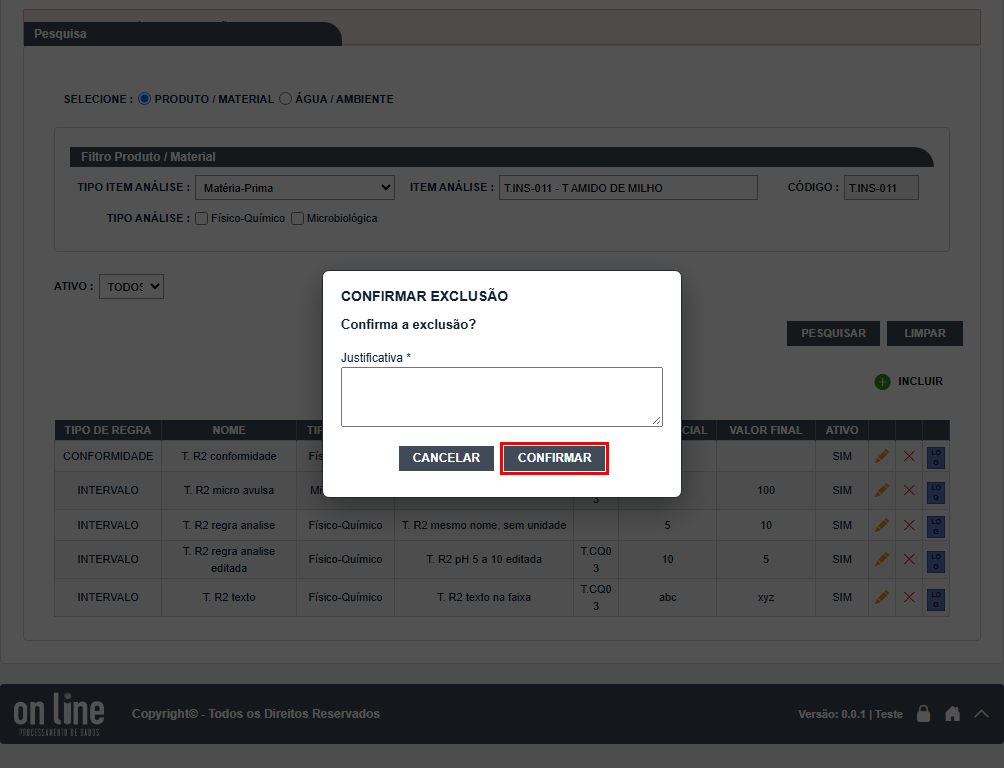 Pesquisa
SELECIONE : PRODUTO / MATERIAL ÁGUA / AMBIENTE
Filtro Produto / Material
TIPO ITEM ANÁLISE : Matéria-Prima ITEM ANÁLISE : T.INS-011 - T AMIDO DE MILHO CÓDIGO : T.INS-011
TIPO ANÁLISE : Físico-Químico Microbiológica
ATIVO : TODOS
CONFIRMAR EXCLUSÃO
Confirma a exclusão?
Justificativa *
CANCELAR CONFIRMAR
PESQUISAR LIMPAR
INCLUIR
TIPO DE REGRA NOME VALOR FINAL ATIVO
CONFORMIDADE T. R2 conformidade SIM LOG
INTERVALO T. R2 micro avulsa 3 100 SIM LOG
INTERVALO T. R2 regra analise Físico-Químico T. R2 mesmo nome, sem unidade 5 10 SIM LOG
INTERVALO T. R2 regra analise editada Físico-Químico T. R2 pH 5 a 10 editada T.CQ03 10 5 SIM LOG
INTERVALO T. R2 texto Físico-Químico T. R2 texto na faixa T.CQ03 abc xyz SIM LOG
on line
PROCESSAMENTO DE DADOS
Copyright© - Todos os Direitos Reservados
Versão: 0.0.1 | Teste